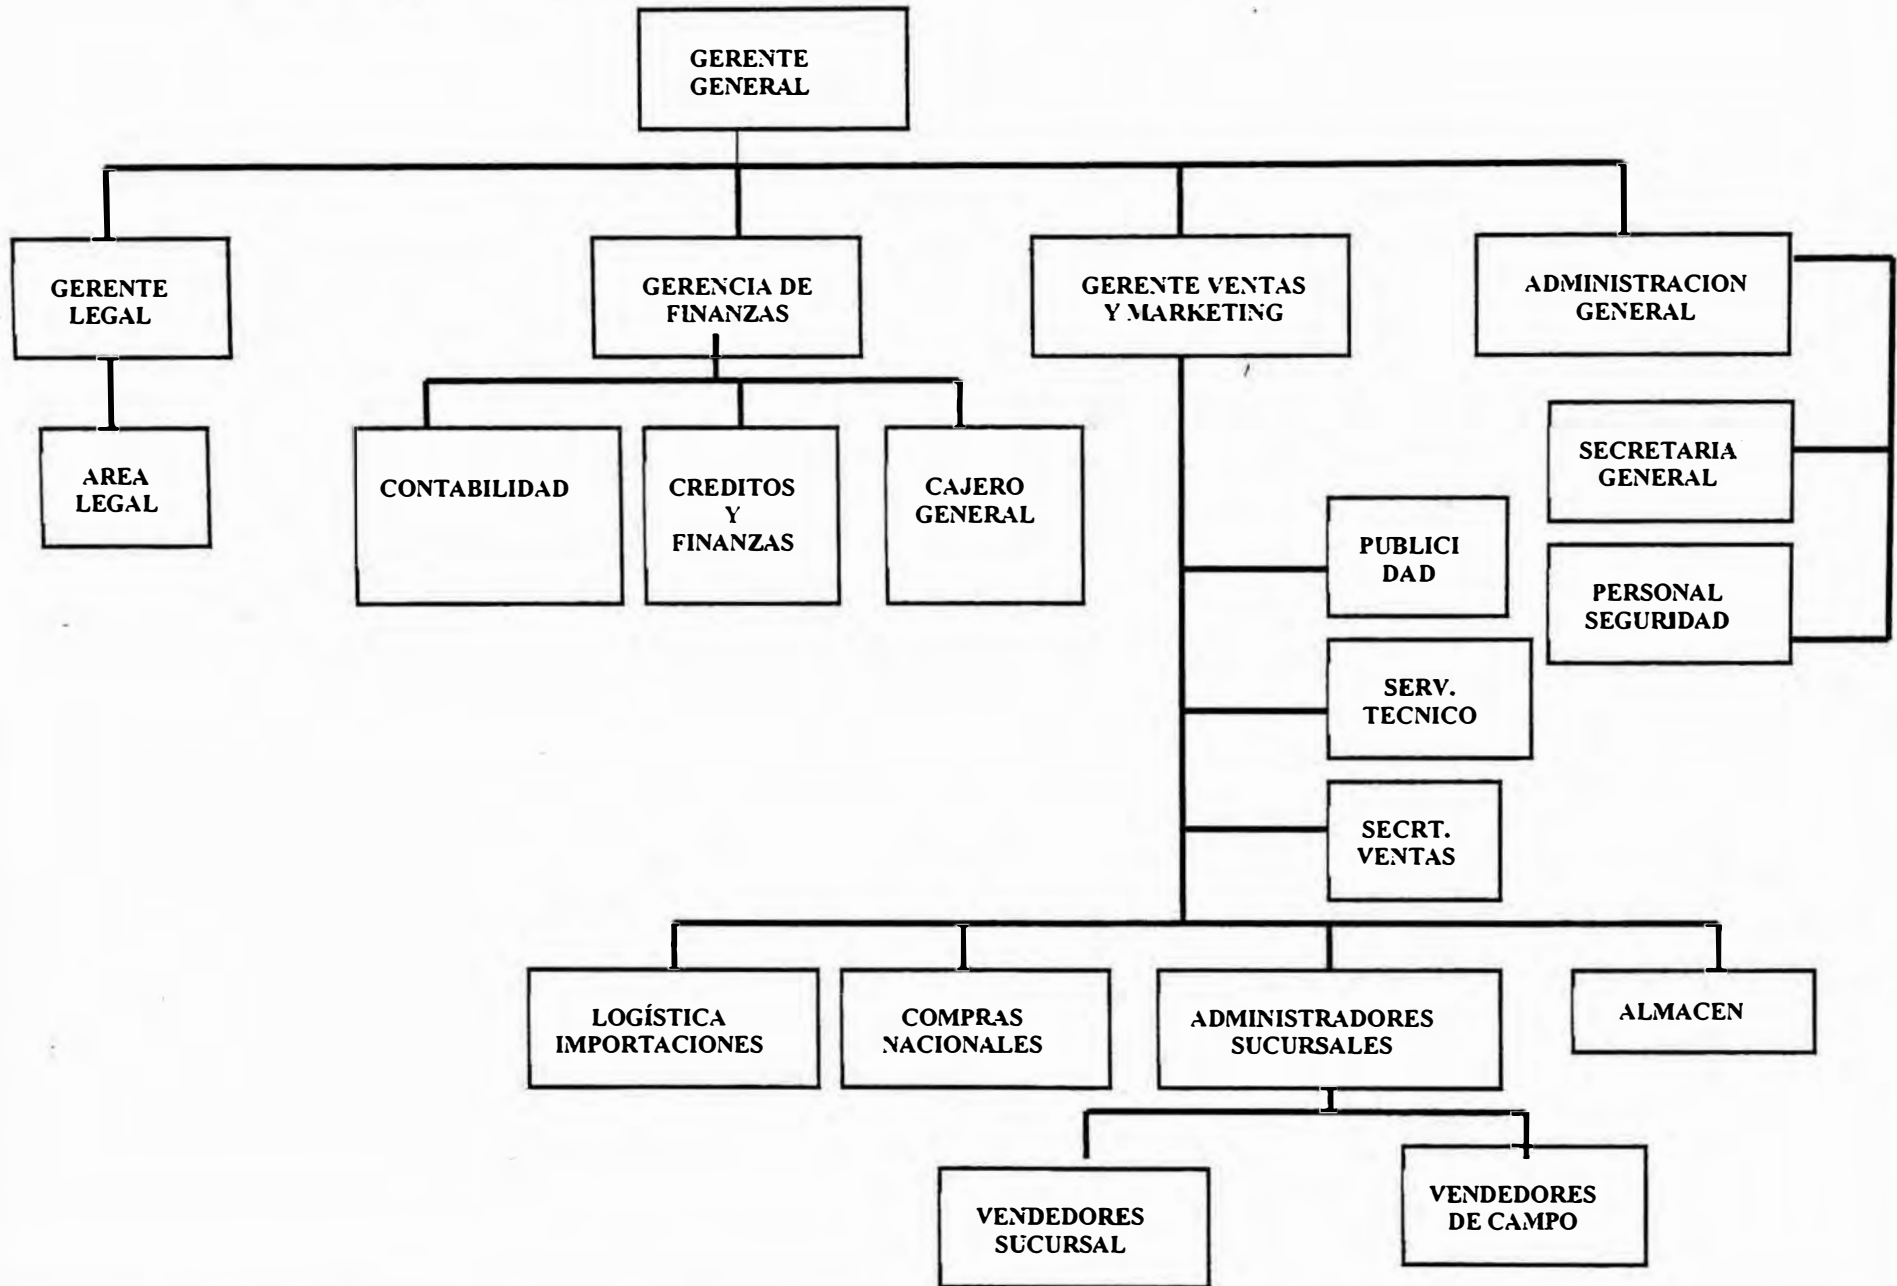 GERENTE
GENERAL
GERENTE
LEGAL
GERENCIA DE
FINANZAS
GERENTE VENTAS
Y MARKETING
ADMINISTRACION
GENERAL
AREA
LEGAL
CONTABILIDAD
CREDITOS
Y
FINANZAS
CAJERO
GENERAL
SECRETARIA
GENERAL
PUBLICI
DAD
PERSONAL
SEGURIDAD
SERV.
TECNICO
SECRT.
VENTAS
LOGÍSTICA
IMPORTACIONES
COMPRAS
NACIONALES
ADMINISTRADORES
SUCURSALES
ALMACEN
VENDEDORES
SUCURSAL
VENDEDORES
DE CAMPO